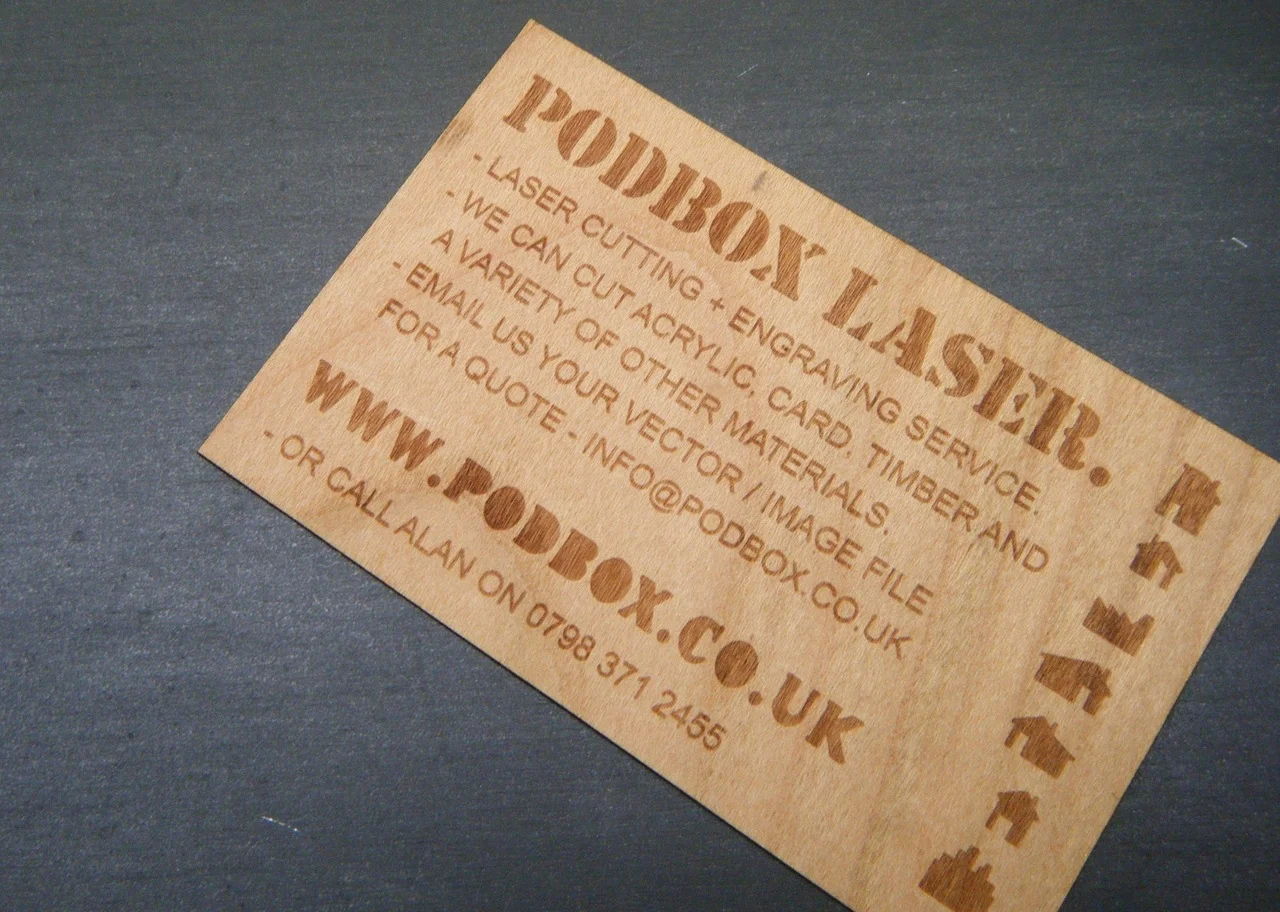 PODBOX LASER.
- LASER CUTTING + ENGRAVING SERVICE.
- WE CAN CUT ACRYLIC, CARD, TIMBER AND
A VARIETY OF OTHER MATERIALS.
- EMAIL US YOUR VECTOR / IMAGE FILE
FOR A QUOTE - INFO@PODBOX.CO.UK
WWW.PODBOX.CO.UK
- OR CALL ALAN ON 0798 371 2455